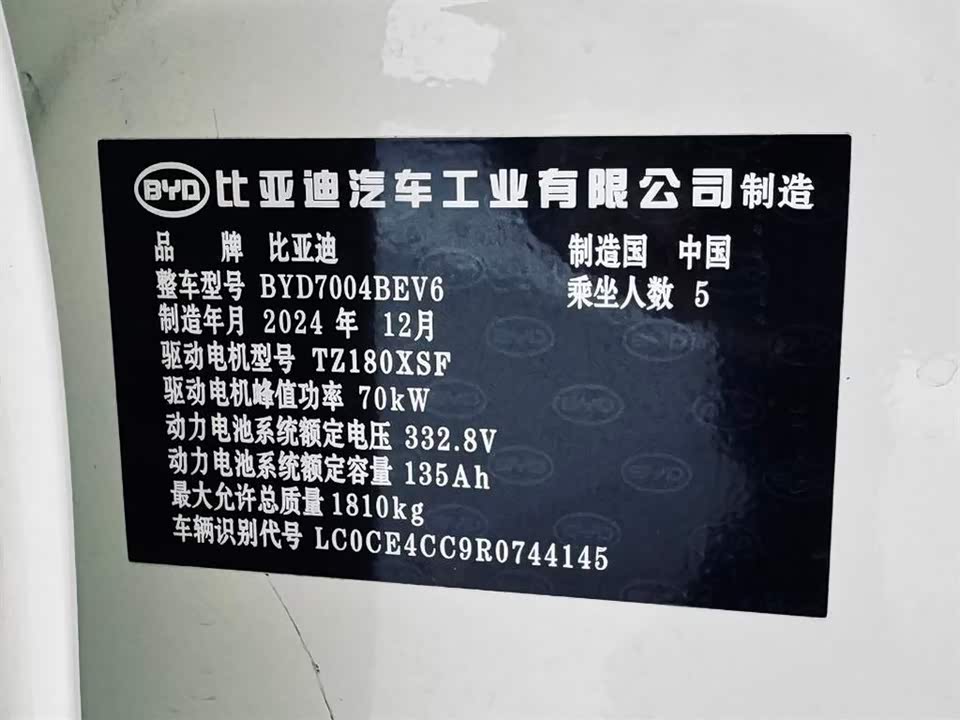 BYD 比亚迪汽车工业有限公司制造
品 牌 比亚迪 制造国 中国
整车型号 BYD7004BEV6 乘坐人数 5
制造年月 2024 年 12月
驱动电机型号 TZ180XSF
驱动电机峰值功率 70kW
动力电池系统额定电压 332.8V
动力电池系统额定容量 135Ah
最大允许总质量 1810kg
车辆识别代号 LC0CE4CC9R0744145